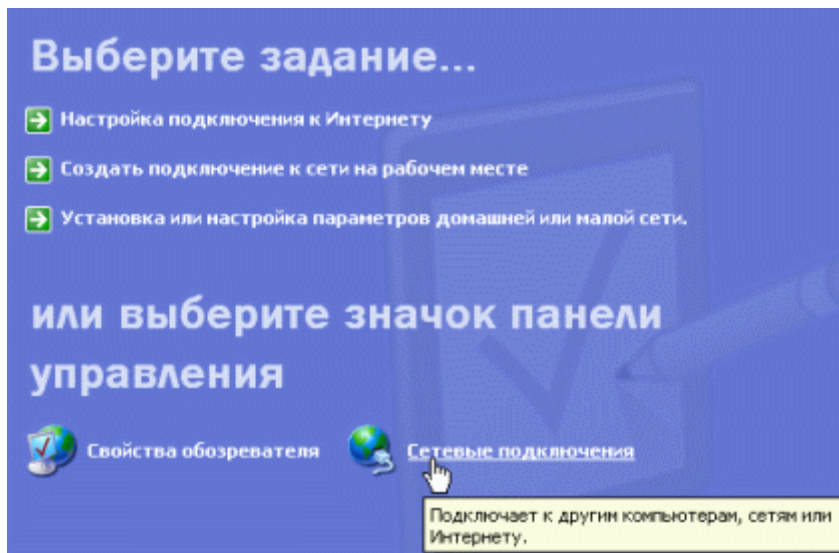 Выберите задание...
Настройка подключения к Интернету
Создать подключение к сети на рабочем месте
Установка или настройка параметров домашней или малой сети.
или выберите значок панели
управления
Свойства обозревателя
Сетевые подключения
Подключает к другим компьютерам, сетям или
Интернету.